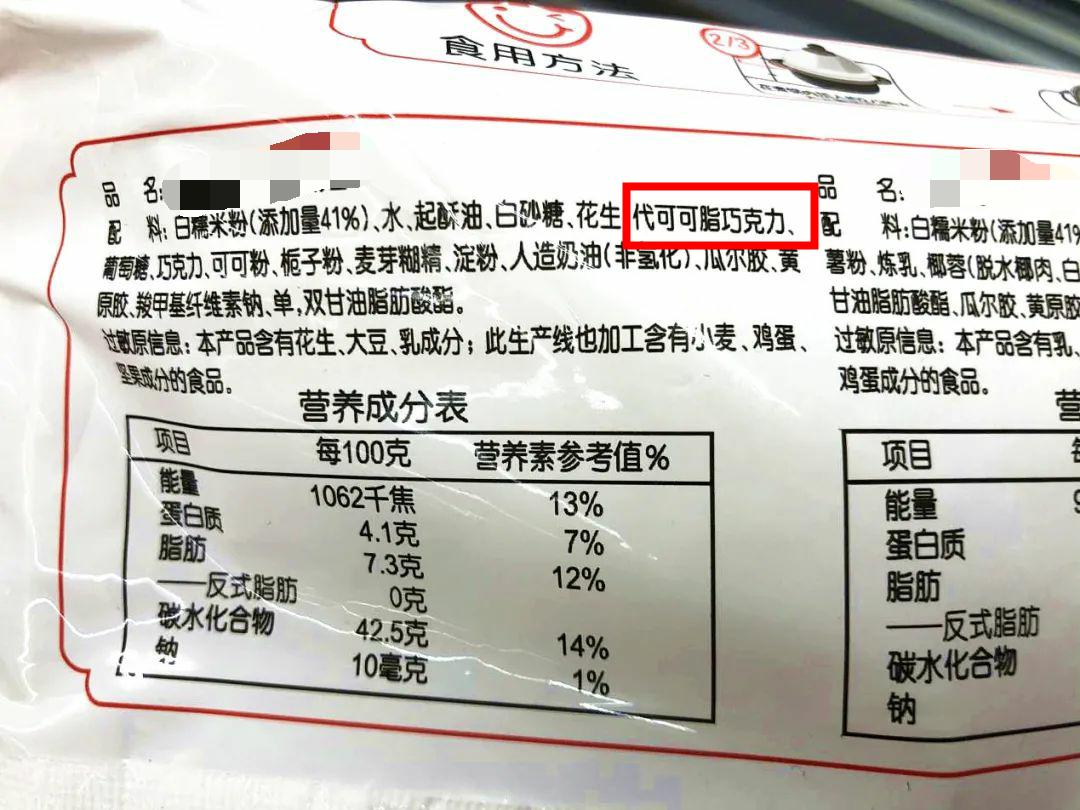 食用方法
2/3
品 名:
配 料:白糯米粉(添加量41%)、水、起酥油、白砂糖、花生、代可可脂巧克力、
葡萄糖、巧克力、可可粉、栀子粉、麦芽糊精、淀粉、人造奶油(非氢化)、瓜尔胶、黄
原胶、羧甲基纤维素钠、单,双甘油脂肪酸酯。
过敏原信息:本产品含有花生、大豆、乳成分;此生产线也加工含有小麦、鸡蛋、
坚果成分的食品。
营养成分表
项目 每100克 营养素参考值%
能量 1062千焦 13%
蛋白质 4.1克 7%
脂肪 7.3克 12%
——反式脂肪 0克
碳水化合物 42.5克 14%
钠 10毫克 1%
品 名:
配 料:白糯米粉(添加量41%
薯粉、炼乳、椰蓉(脱水椰肉、白
甘油脂肪酸酯、瓜尔胶、黄原胶
过敏原信息:本产品含有乳、
鸡蛋成分的食品。
营
项目 每
能量 9
蛋白质
脂肪
——反式脂肪
碳水化合物
钠